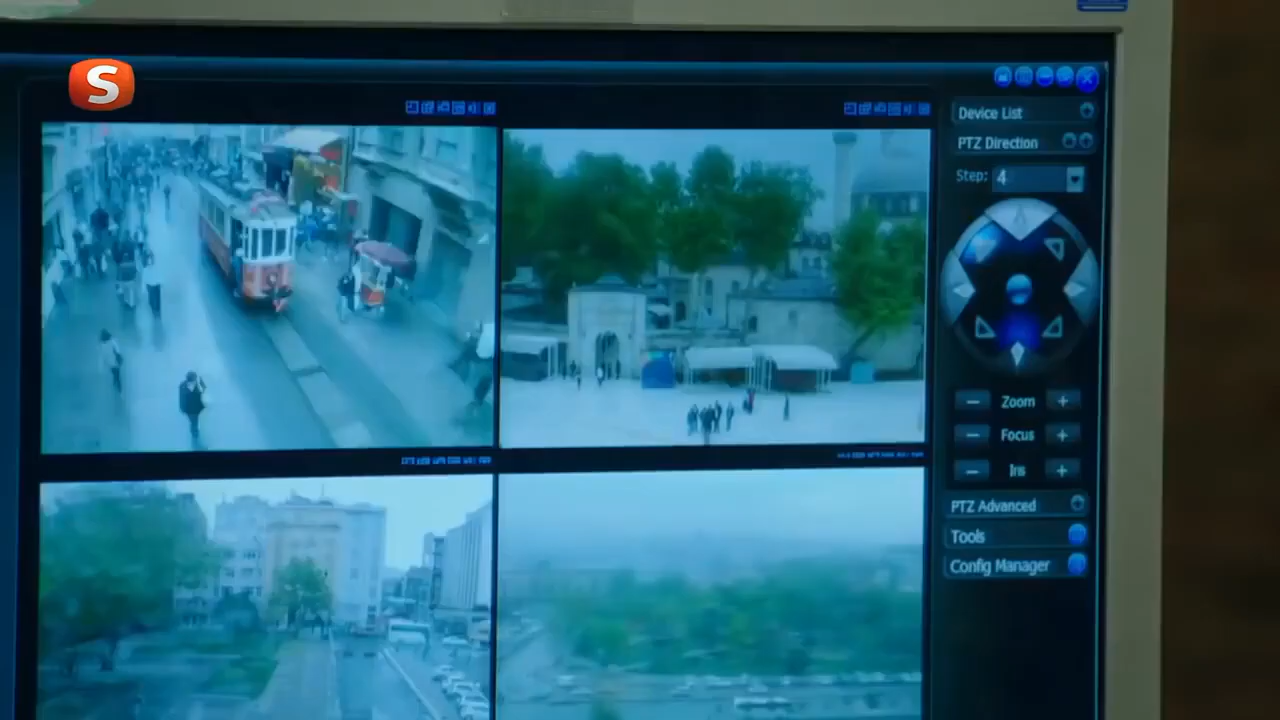 S
Device List
PTZ Direction
Step: 4
Zoom
Focus
Iris
PTZ Advanced
Tools
Config Manager